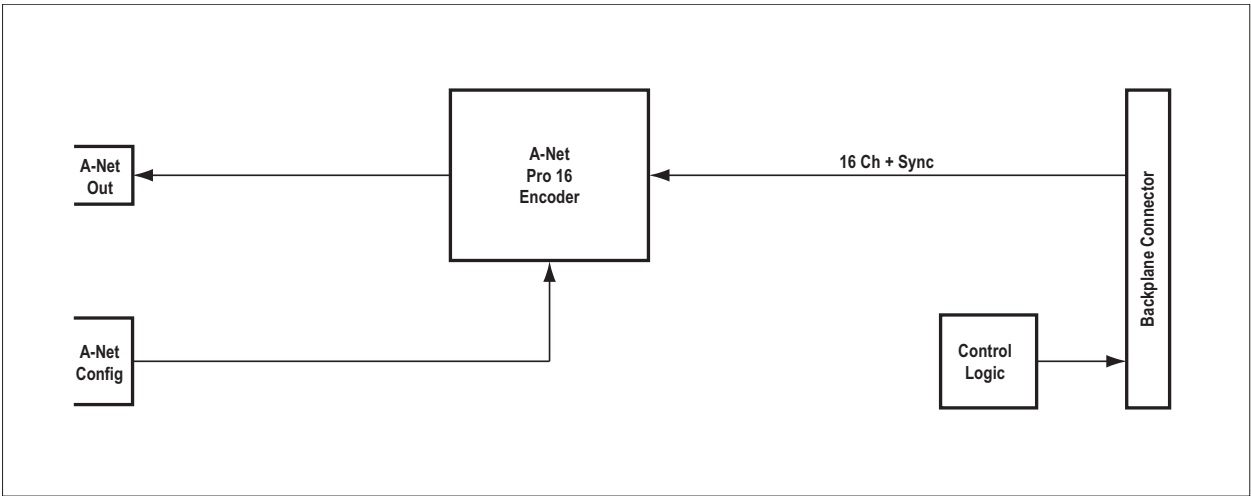 A-Net
Out
A-Net
Pro 16
Encoder
16 Ch + Sync
Backplane Connector
A-Net
Config
Control
Logic